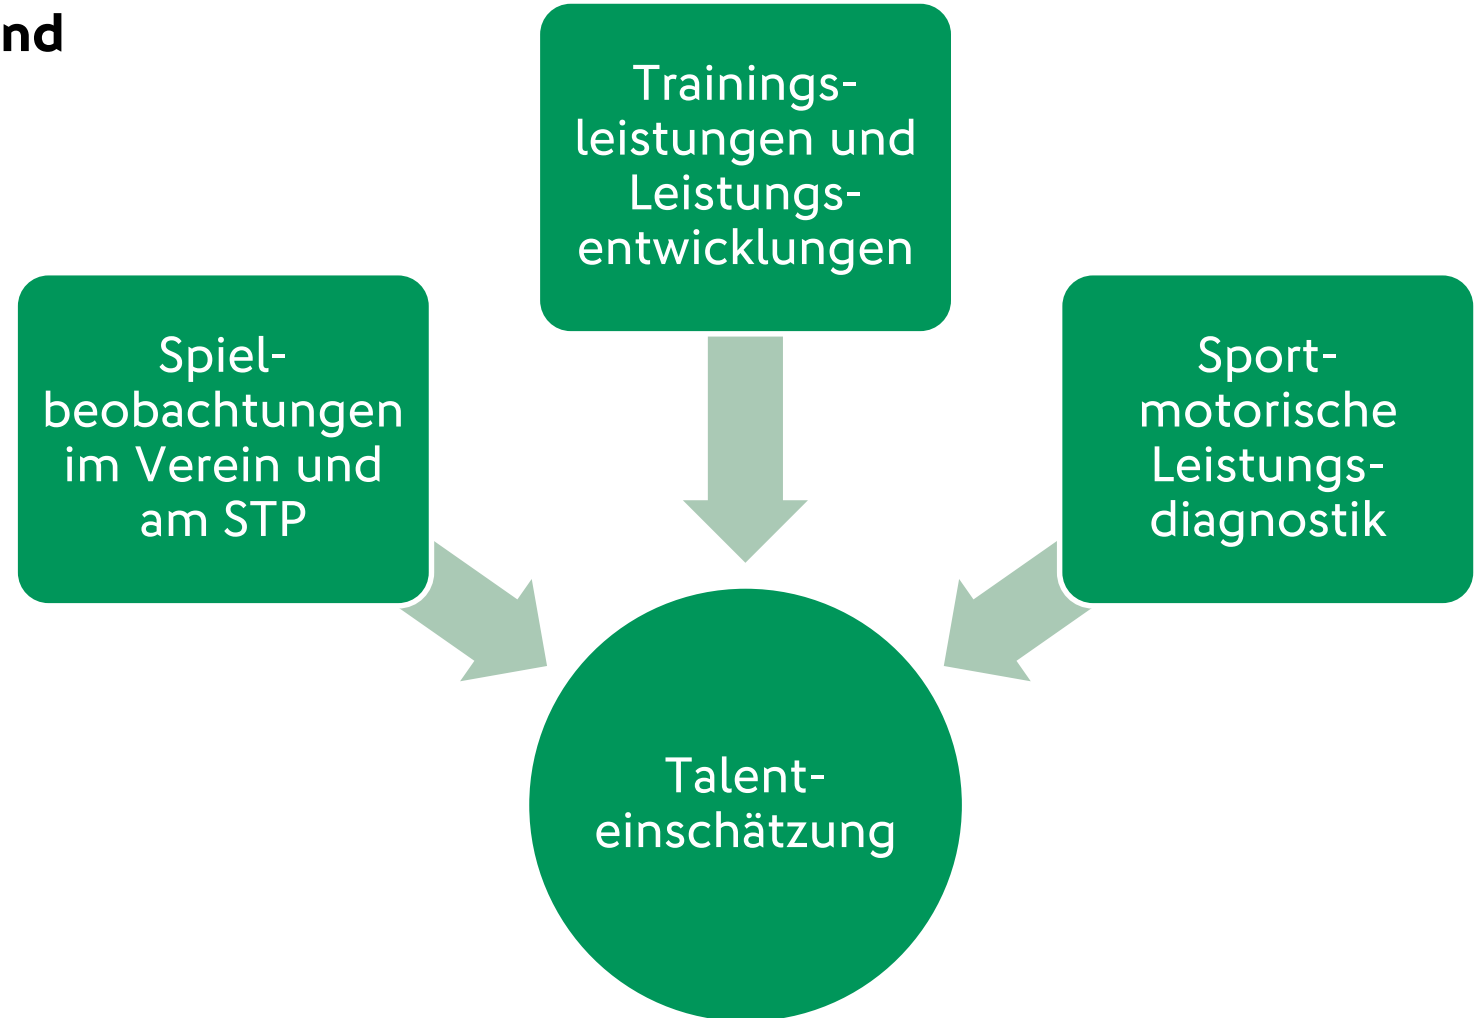 nd
Trainings-
leistungen und
Leistungs-
entwicklungen
Spiel-
beobachtungen
im Verein und
am STP
Sport-
motorische
Leistungs-
diagnostik
Talent-
einschätzung